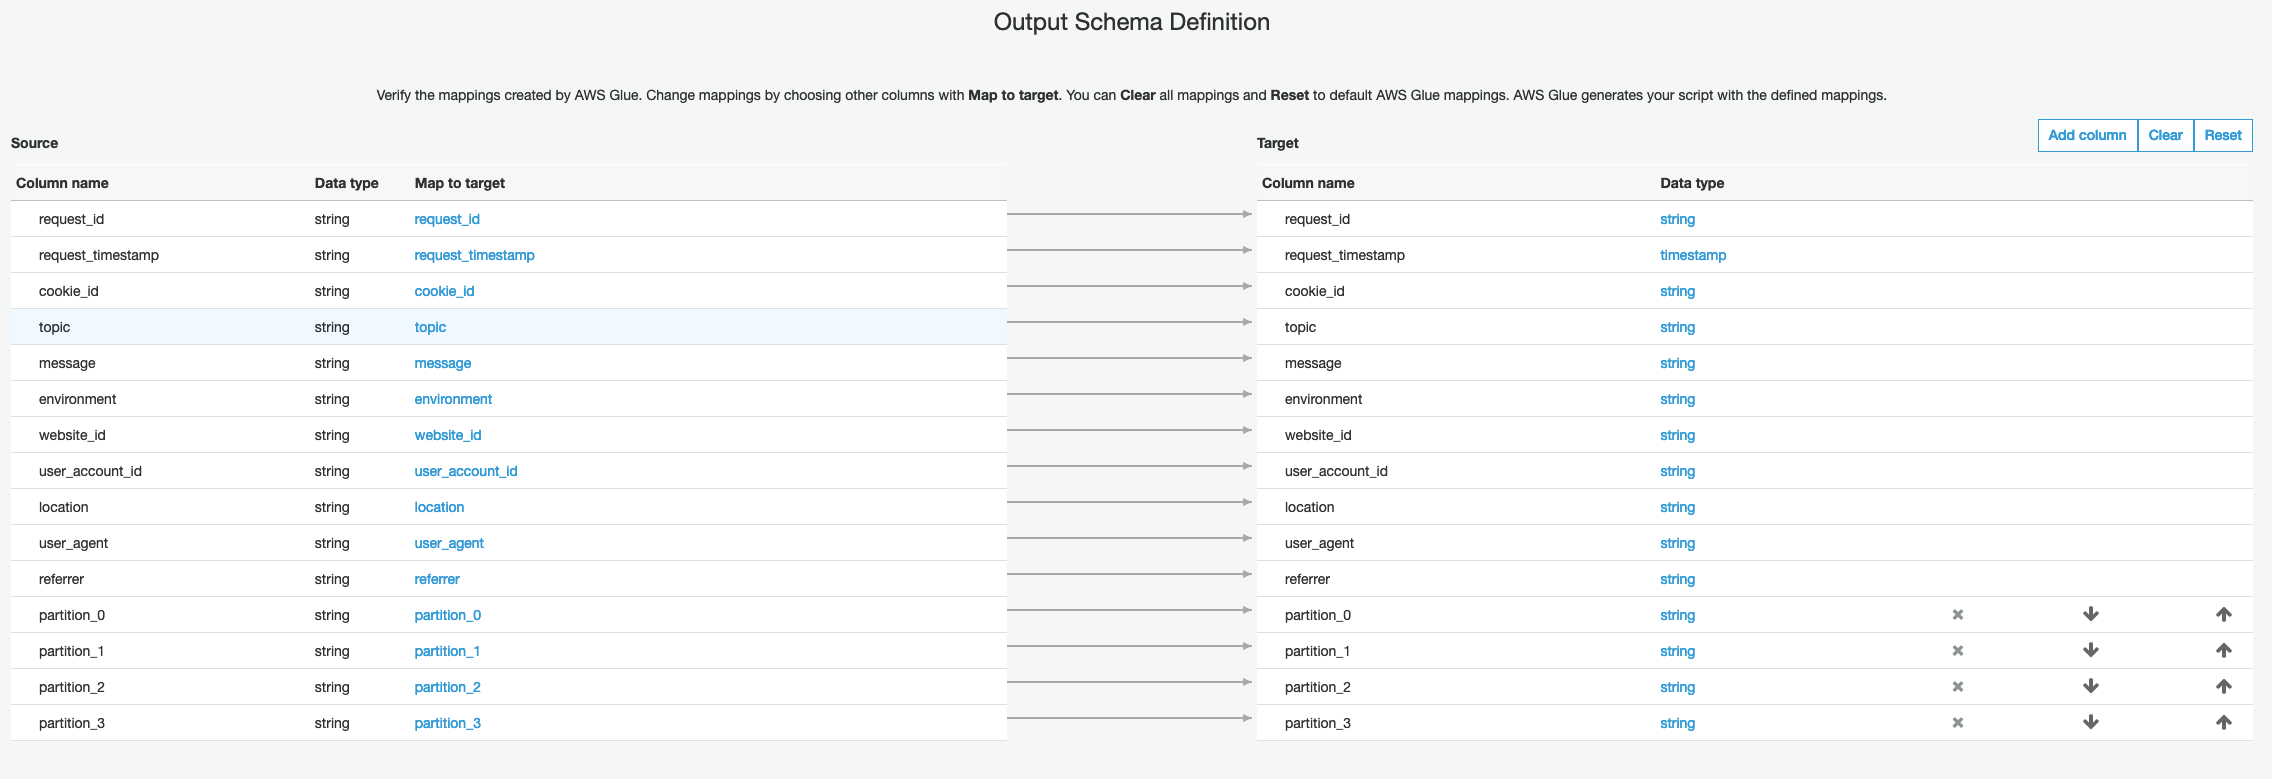 Output Schema Definition
Verify the mappings created by AWS Glue. Change mappings by choosing other columns with Map to target. You can Clear all mappings and Reset to default AWS Glue mappings. AWS Glue generates your script with the defined mappings.
Source Target Add column Clear Reset
Column name Data type Map to target Column name Data type
request_id string request_id request_id string
request_timestamp string request_timestamp request_timestamp timestamp
cookie_id string cookie_id cookie_id string
topic string topic topic string
message string message message string
environment string environment environment string
website_id string website_id website_id string
user_account_id string user_account_id user_account_id string
location string location location string
user_agent string user_agent user_agent string
referrer string referrer referrer string
partition_0 string partition_0 partition_0 string
partition_1 string partition_1 partition_1 string
partition_2 string partition_2 partition_2 string
partition_3 string partition_3 partition_3 string